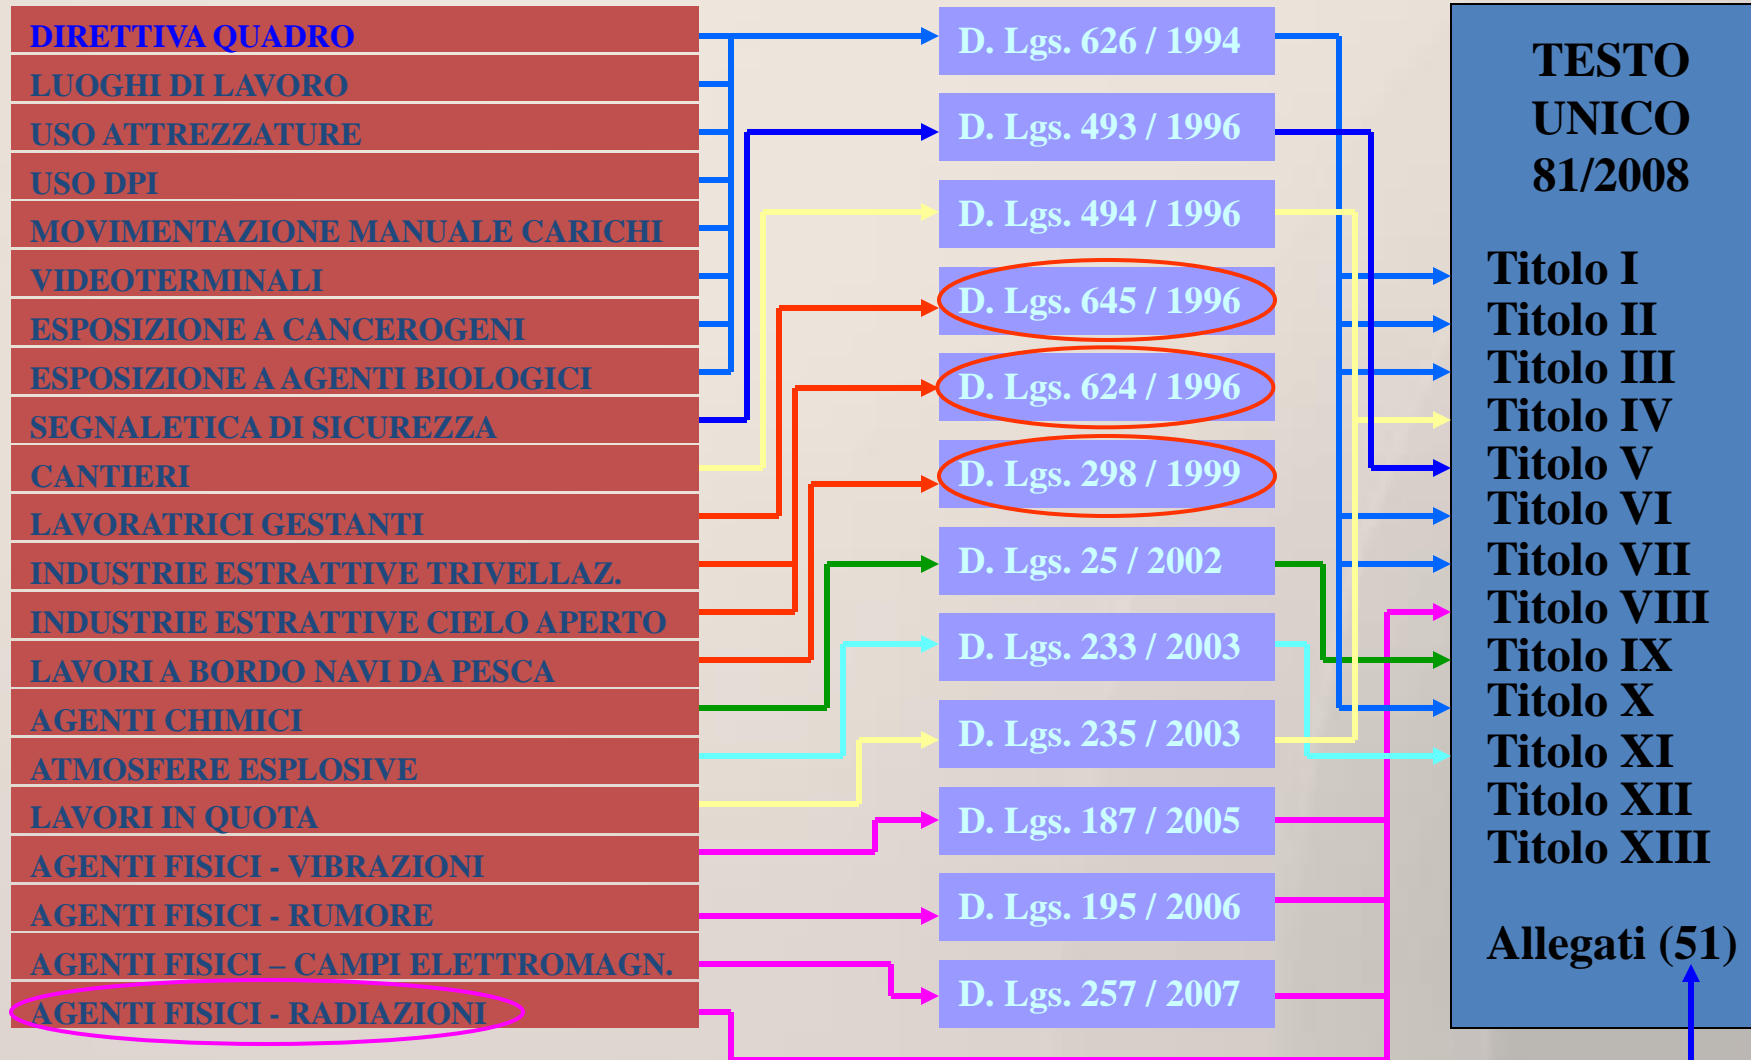 DIRETTIVA QUADRO
LUOGHI DI LAVORO
USO ATTREZZATURE
USO DPI
MOVIMENTAZIONE MANUALE CARICHI
VIDEOTERMINALI
ESPOSIZIONE A CANCEROGENI
ESPOSIZIONE A AGENTI BIOLOGICI
SEGNALETICA DI SICUREZZA
CANTIERI
LAVORATRICI GESTANTI
INDUSTRIE ESTRATTIVE TRIVELLAZ.
INDUSTRIE ESTRATTIVE CIELO APERTO
LAVORI A BORDO NAVI DA PESCA
AGENTI CHIMICI
ATMOSFERE ESPLOSIVE
LAVORI IN QUOTA
AGENTI FISICI - VIBRAZIONI
AGENTI FISICI - RUMORE
AGENTI FISICI – CAMPI ELETTROMAGN.
AGENTI FISICI - RADIAZIONI
D. Lgs. 626 / 1994
D. Lgs. 493 / 1996
D. Lgs. 494 / 1996
D. Lgs. 645 / 1996
D. Lgs. 624 / 1996
D. Lgs. 298 / 1999
D. Lgs. 25 / 2002
D. Lgs. 233 / 2003
D. Lgs. 235 / 2003
D. Lgs. 187 / 2005
D. Lgs. 195 / 2006
D. Lgs. 257 / 2007
TESTO
UNICO
81/2008
Titolo I
Titolo II
Titolo III
Titolo IV
Titolo V
Titolo VI
Titolo VII
Titolo VIII
Titolo IX
Titolo X
Titolo XI
Titolo XII
Titolo XIII
Allegati (51)